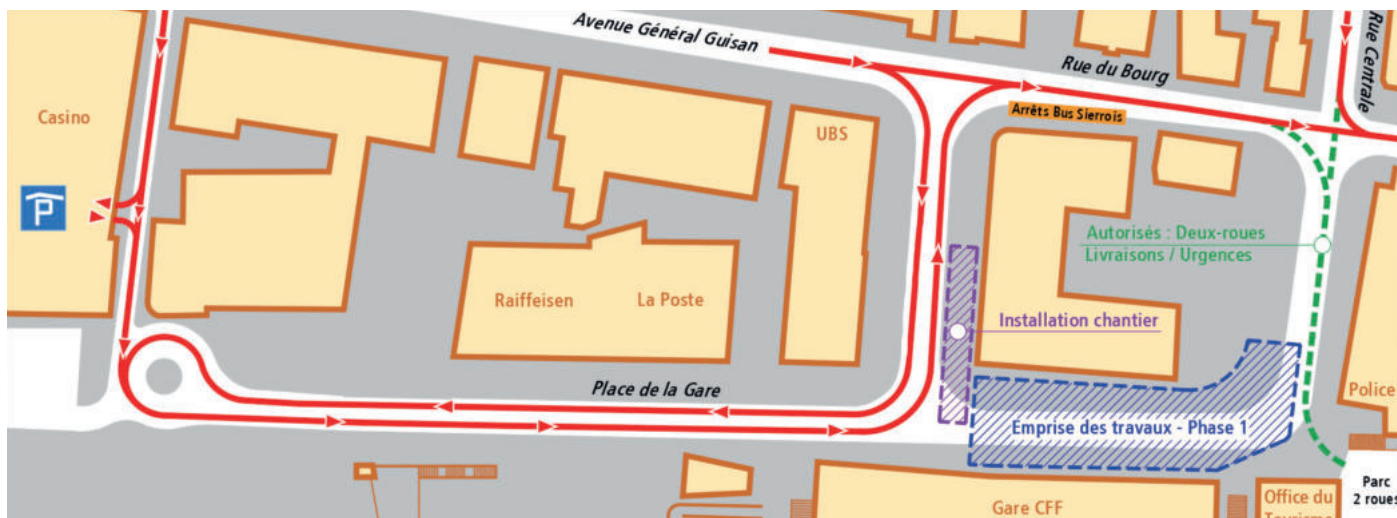 Avenue Général Guisan
Rue du Bourg
Rue Centrale
Arrêts Bus Sierrois
Casino
UBS
P
Autorisés : Deux-roues
Livraisons / Urgences
Raiffeisen
La Poste
Installation chantier
Place de la Gare
Police
Emprise des travaux - Phase 1
Parc
2 roues
Gare CFF
Office du
Tourisme